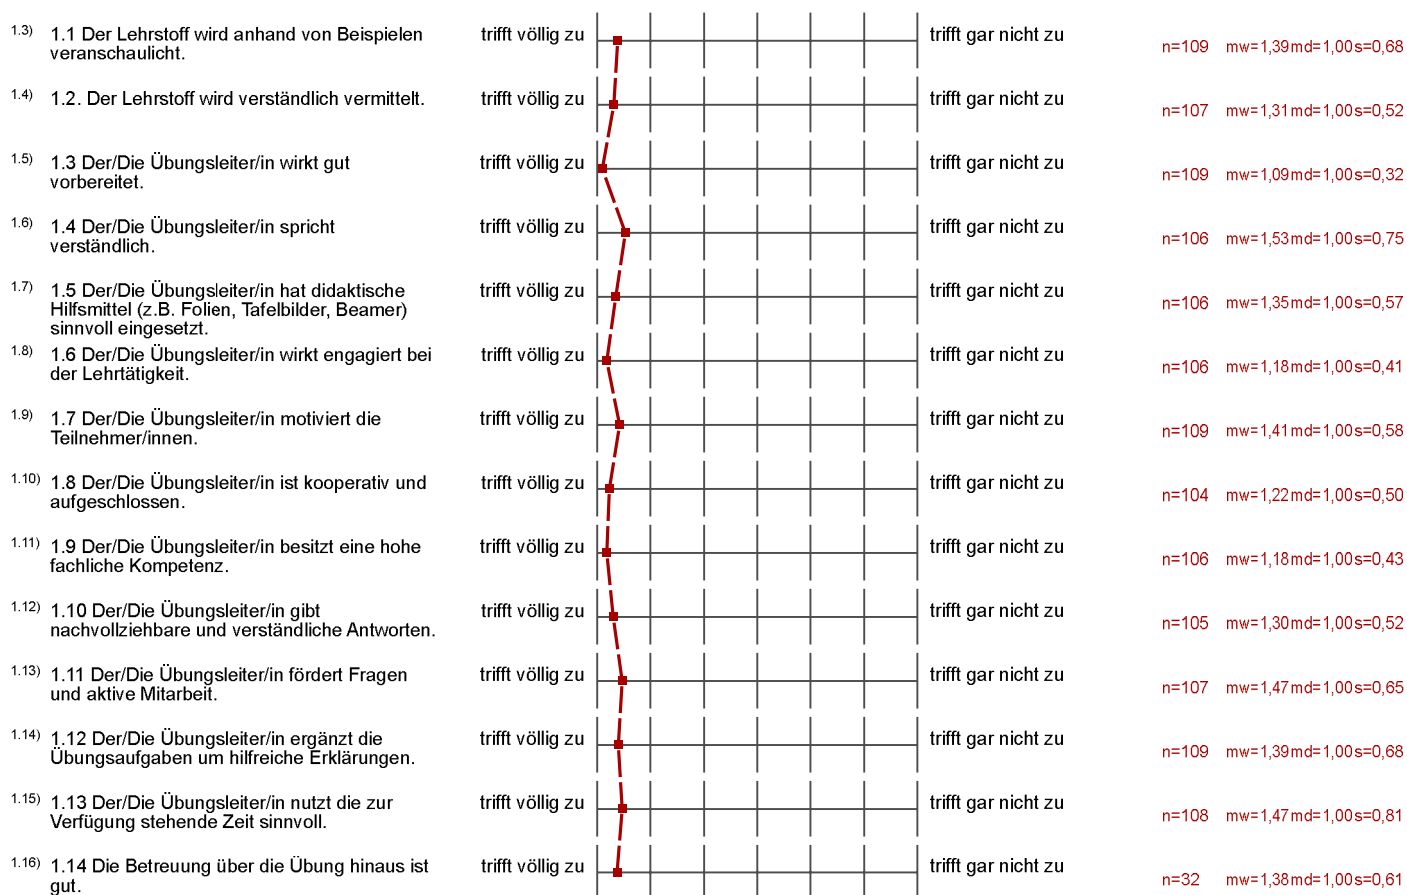 1.3) 1.1 Der Lehrstoff wird anhand von Beispielen trifft völlig zu trifft gar nicht zu n=109 mw=1,39 md=1,00 s=0,68
veranschaulicht.
1.4) 1.2. Der Lehrstoff wird verständlich vermittelt. trifft völlig zu trifft gar nicht zu n=107 mw=1,31 md=1,00 s=0,52
1.5) 1.3 Der/Die Übungsleiter/in wirkt gut trifft völlig zu trifft gar nicht zu n=109 mw=1,09 md=1,00 s=0,32
vorbereitet.
1.6) 1.4 Der/Die Übungsleiter/in spricht trifft völlig zu trifft gar nicht zu n=106 mw=1,53 md=1,00 s=0,75
verständlich.
1.7) 1.5 Der/Die Übungsleiter/in hat didaktische trifft völlig zu trifft gar nicht zu n=106 mw=1,35 md=1,00 s=0,57
Hilfsmittel (z.B. Folien, Tafelbilder, Beamer)
sinnvoll eingesetzt.
1.8) 1.6 Der/Die Übungsleiter/in wirkt engagiert bei trifft völlig zu trifft gar nicht zu n=106 mw=1,18 md=1,00 s=0,41
der Lehrtätigkeit.
1.9) 1.7 Der/Die Übungsleiter/in motiviert die trifft völlig zu trifft gar nicht zu n=109 mw=1,41 md=1,00 s=0,58
Teilnehmer/innen.
1.10) 1.8 Der/Die Übungsleiter/in ist kooperativ und trifft völlig zu trifft gar nicht zu n=104 mw=1,22 md=1,00 s=0,50
aufgeschlossen.
1.11) 1.9 Der/Die Übungsleiter/in besitzt eine hohe trifft völlig zu trifft gar nicht zu n=106 mw=1,18 md=1,00 s=0,43
fachliche Kompetenz.
1.12) 1.10 Der/Die Übungsleiter/in gibt trifft völlig zu trifft gar nicht zu n=105 mw=1,30 md=1,00 s=0,52
nachvollziehbare und verständliche Antworten.
1.13) 1.11 Der/Die Übungsleiter/in fördert Fragen trifft völlig zu trifft gar nicht zu n=107 mw=1,47 md=1,00 s=0,65
und aktive Mitarbeit.
1.14) 1.12 Der/Die Übungsleiter/in ergänzt die trifft völlig zu trifft gar nicht zu n=109 mw=1,39 md=1,00 s=0,68
Übungsaufgaben um hilfreiche Erklärungen.
1.15) 1.13 Der/Die Übungsleiter/in nutzt die zur trifft völlig zu trifft gar nicht zu n=108 mw=1,47 md=1,00 s=0,81
Verfügung stehende Zeit sinnvoll.
1.16) 1.14 Die Betreuung über die Übung hinaus ist trifft völlig zu trifft gar nicht zu n=32 mw=1,38 md=1,00 s=0,61
gut.